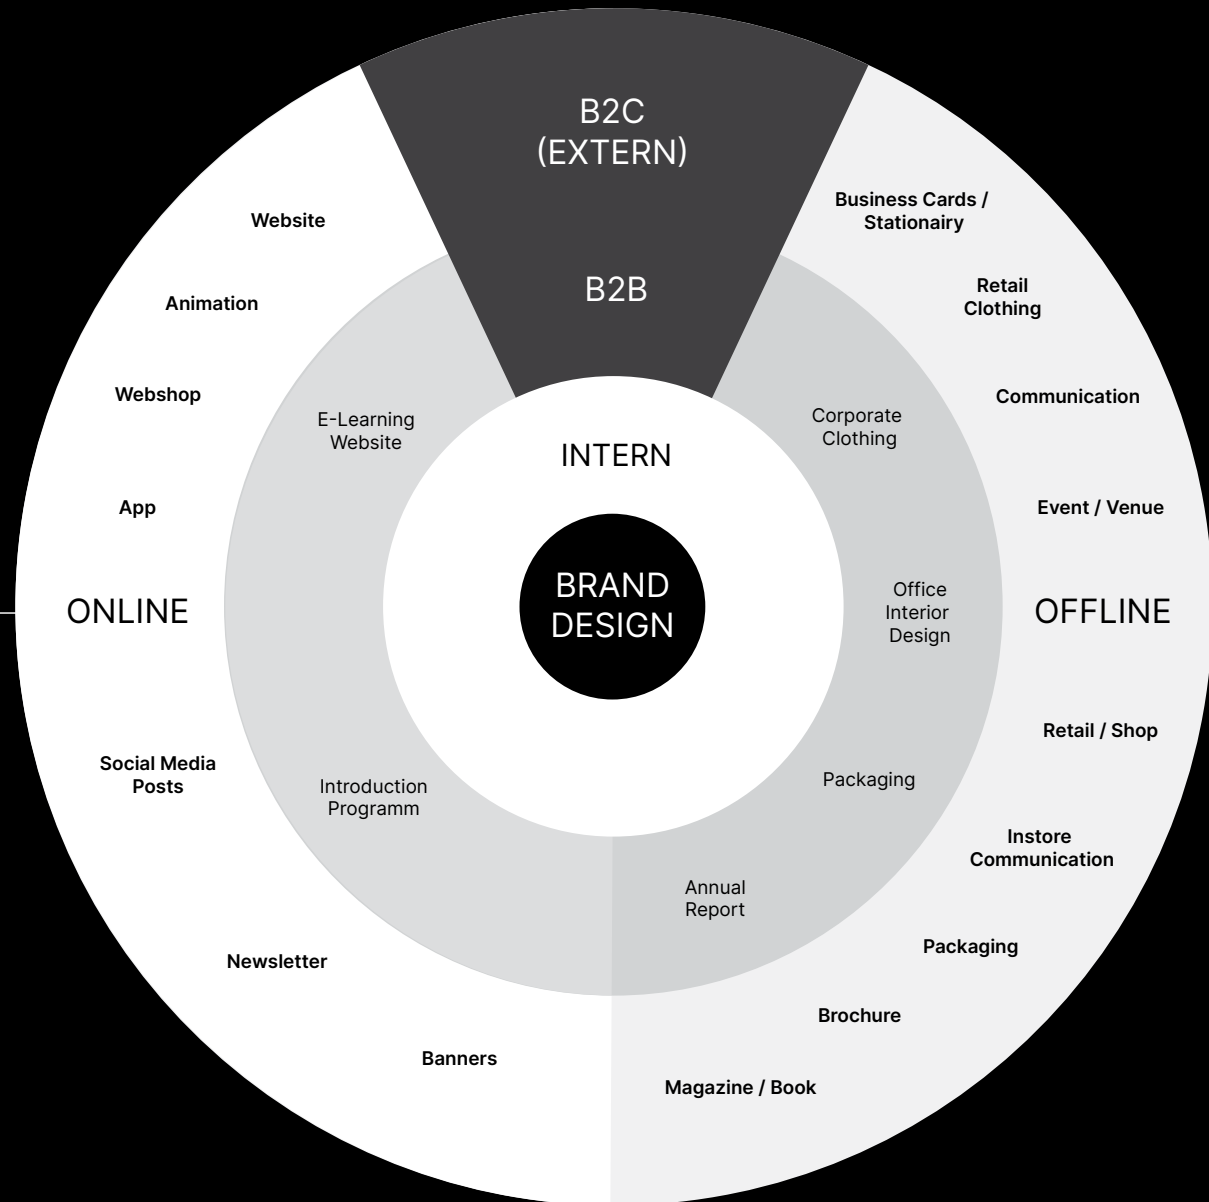 B2C
(EXTERN)
B2B
INTERN
BRAND
DESIGN
ONLINE
Website
Animation
Webshop
App
Social Media
Posts
Newsletter
Banners
E-Learning
Website
Introduction
Programm
OFFLINE
Business Cards /
Stationairy
Retail
Clothing
Communication
Event / Venue
Retail / Shop
Instore
Communication
Packaging
Brochure
Magazine / Book
Corporate
Clothing
Office
Interior
Design
Packaging
Annual
Report